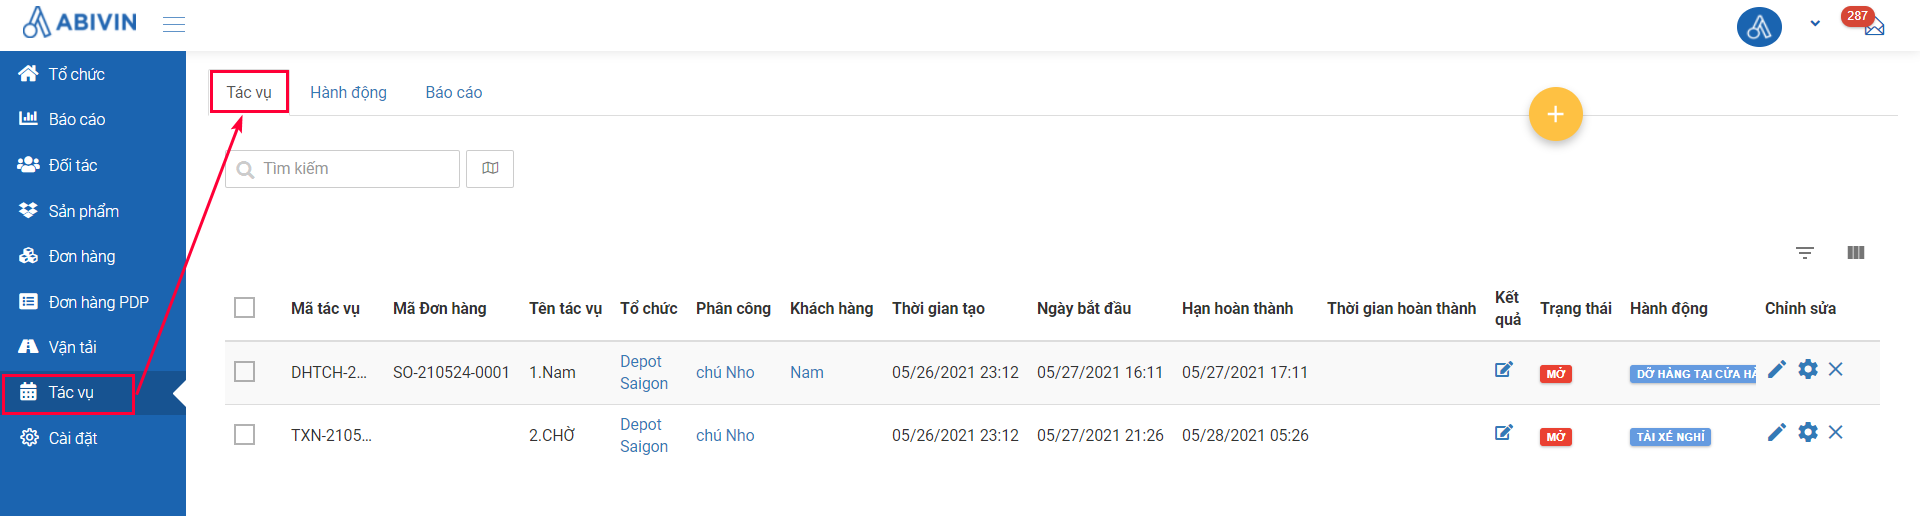 ABIVIN
287
Tổ chức
Báo cáo
Đối tác
Sản phẩm
Đơn hàng
Đơn hàng PDP
Vận tải
Tác vụ
Cài đặt
Tác vụ Hành động Báo cáo
Tìm kiếm
Mã tác vụ Mã Đơn hàng Tên tác vụ Tổ chức Phân công Khách hàng Thời gian tạo Ngày bắt đầu Hạn hoàn thành Thời gian hoàn thành Kết quả Trạng thái Hành động Chỉnh sửa
DHTCH-2... SO-210524-0001 1.Nam Depot Saigon chú Nho Nam 05/26/2021 23:12 05/27/2021 16:11 05/27/2021 17:11 MỞ DỠ HÀNG TẠI CỬA HÀ
TXN-2105... 2.CHỜ Depot Saigon chú Nho 05/26/2021 23:12 05/27/2021 21:26 05/28/2021 05:26 MỞ TÀI XẾ NGHỈ